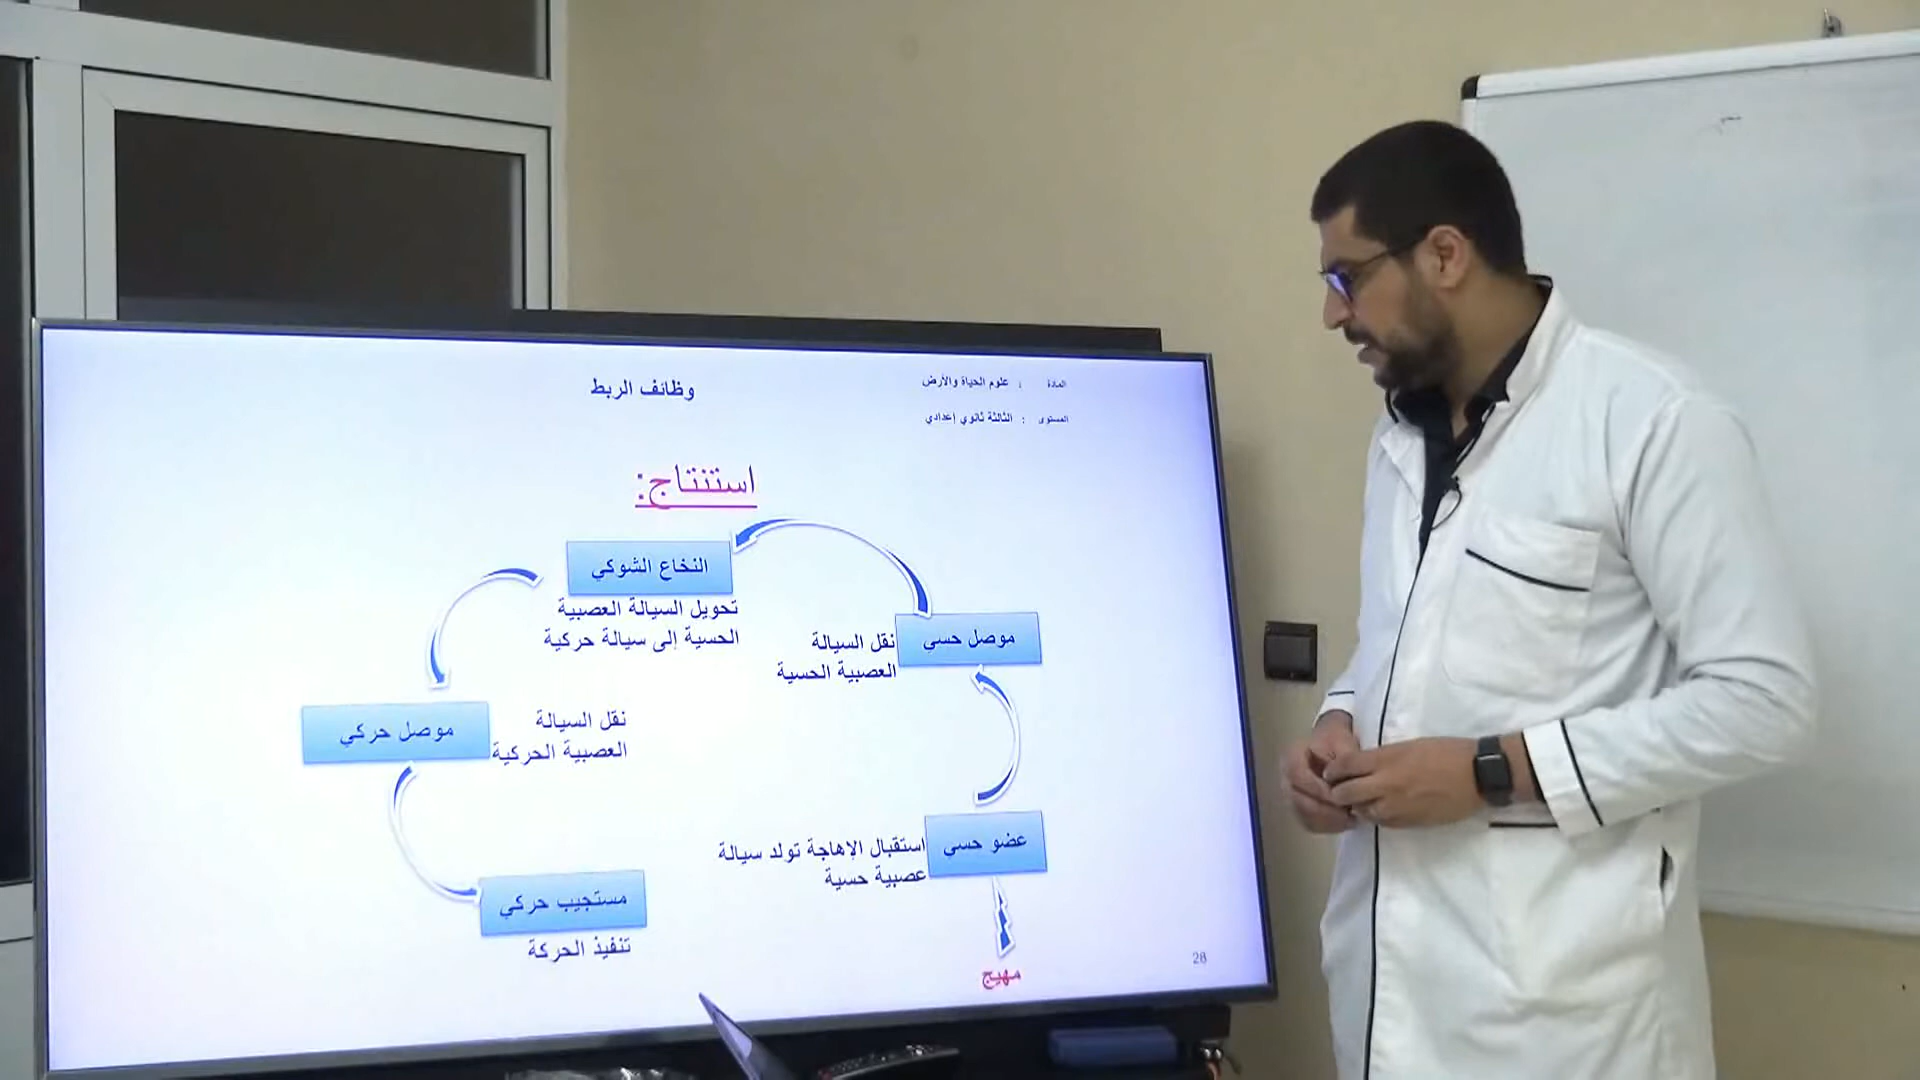 المادة : علوم الحياة والأرض
المستوى : الثالثة ثانوي إعدادي
وظائف الربط
استنتاج:
النخاع الشوكي
تحويل السيالة العصبية
الحسية إلى سيالة حركية
موصل حسي
نقل السيالة
العصبية الحسية
موصل حركي
نقل السيالة
العصبية الحركية
عضو حسي
استقبال الإهاجة تولد سيالة
عصبية حسية
مستجيب حركي
تنفيذ الحركة
مهيج
28